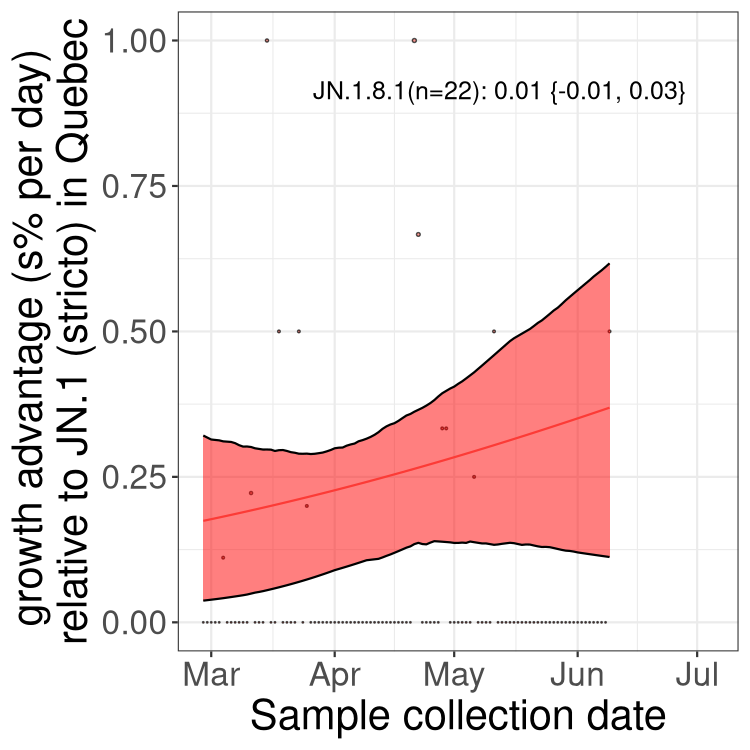 growth advantage (s% per day)
relative to JN.1 (stricto) in Quebec
1.00
0.75
0.50
0.25
0.00
JN.1.8.1(n=22): 0.01 {-0.01, 0.03}
Mar Apr May Jun Jul
Sample collection date